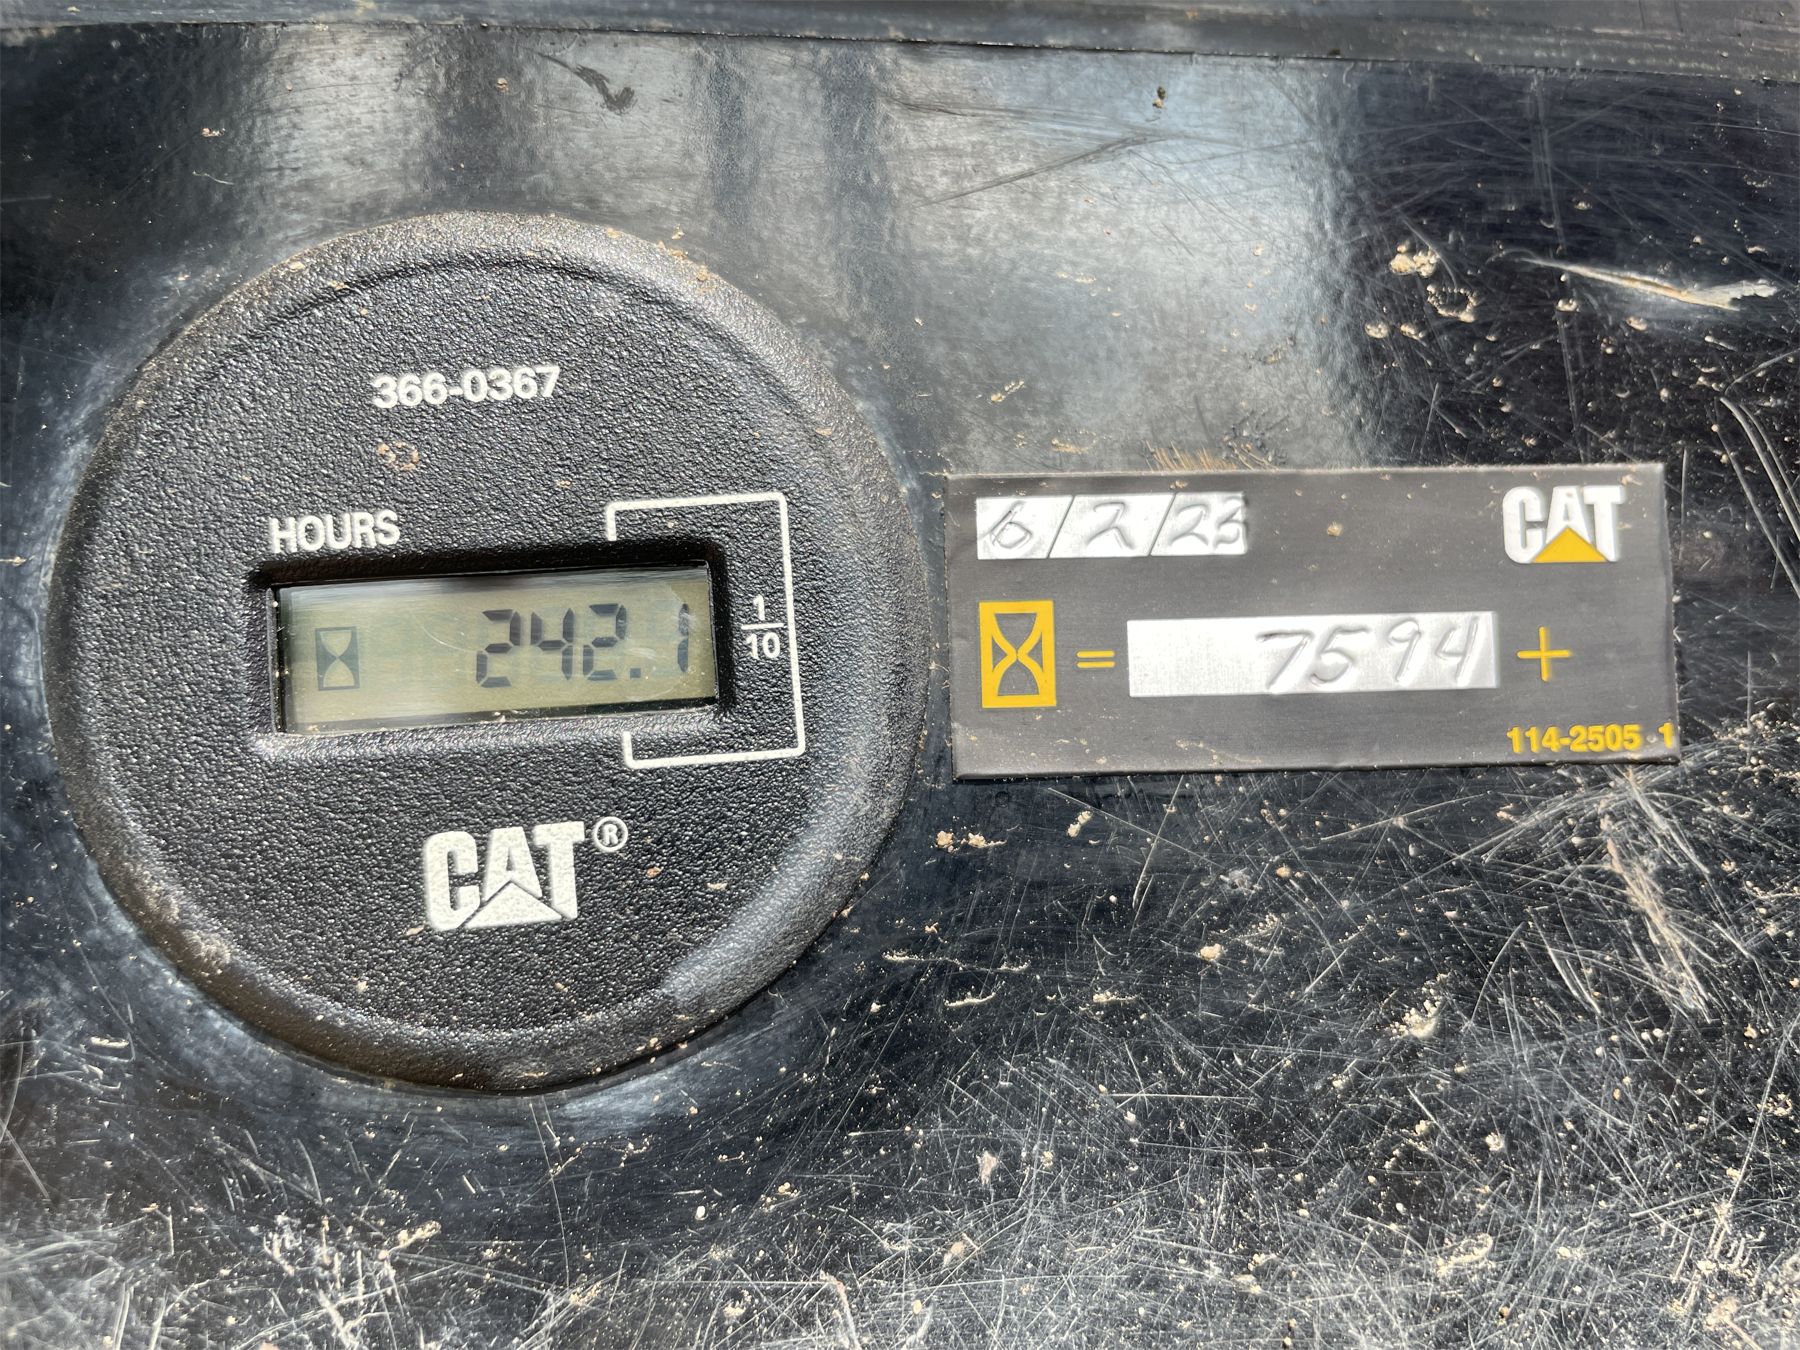 366-0367
HOURS
242.1
1/10
CAT®
6/2/23
CAT
= 7594 +
114-2505 1